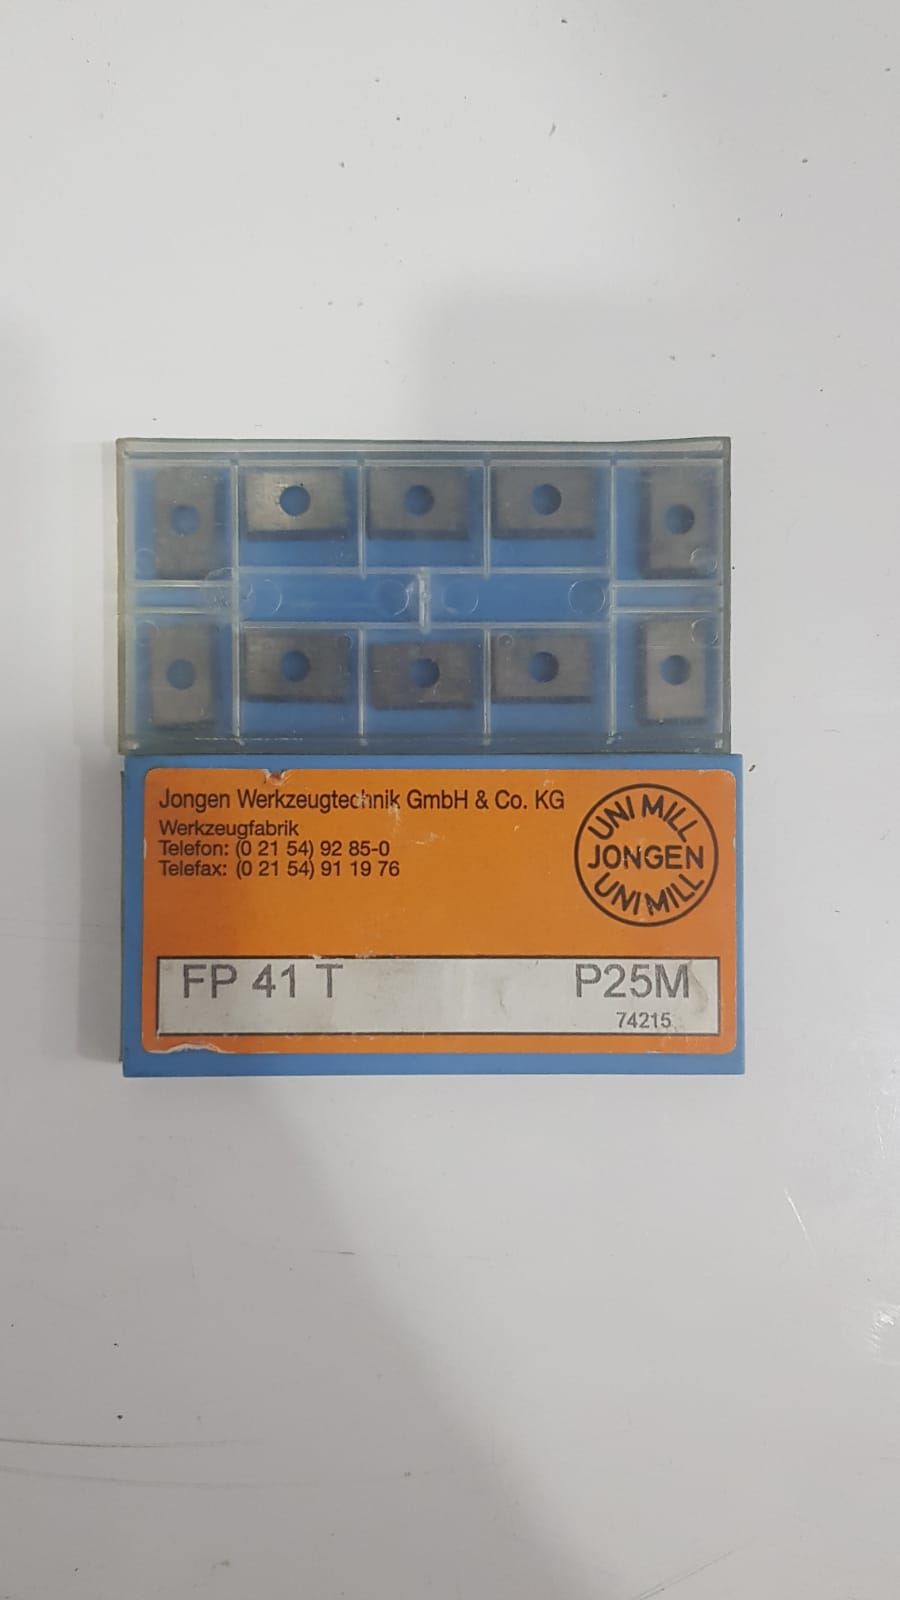 Jongen Werkzeugtechnik GmbH & Co. KG
Werkzeugfabrik
Telefon: (0 21 54) 92 85-0
Telefax: (0 21 54) 91 19 76
UNI MILL
JONGEN
UNI MILL
FP 41 T P25M
74215